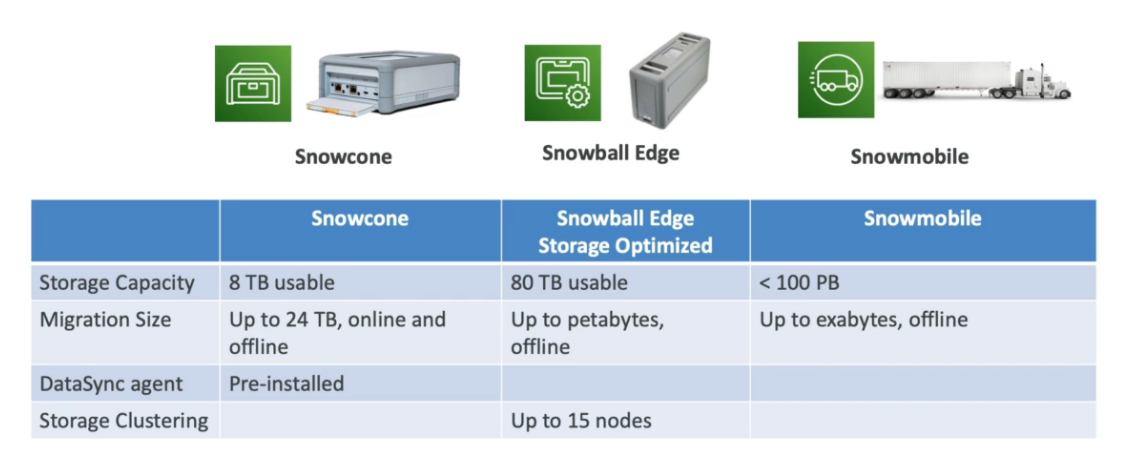 Snowcone
Snowball Edge
Snowmobile
Snowcone
Snowball Edge
Storage Optimized
Snowmobile
Storage Capacity
8 TB usable
80 TB usable
< 100 PB
Migration Size
Up to 24 TB, online and
offline
Up to petabytes,
offline
Up to exabytes, offline
DataSync agent
Pre-installed
Storage Clustering
Up to 15 nodes